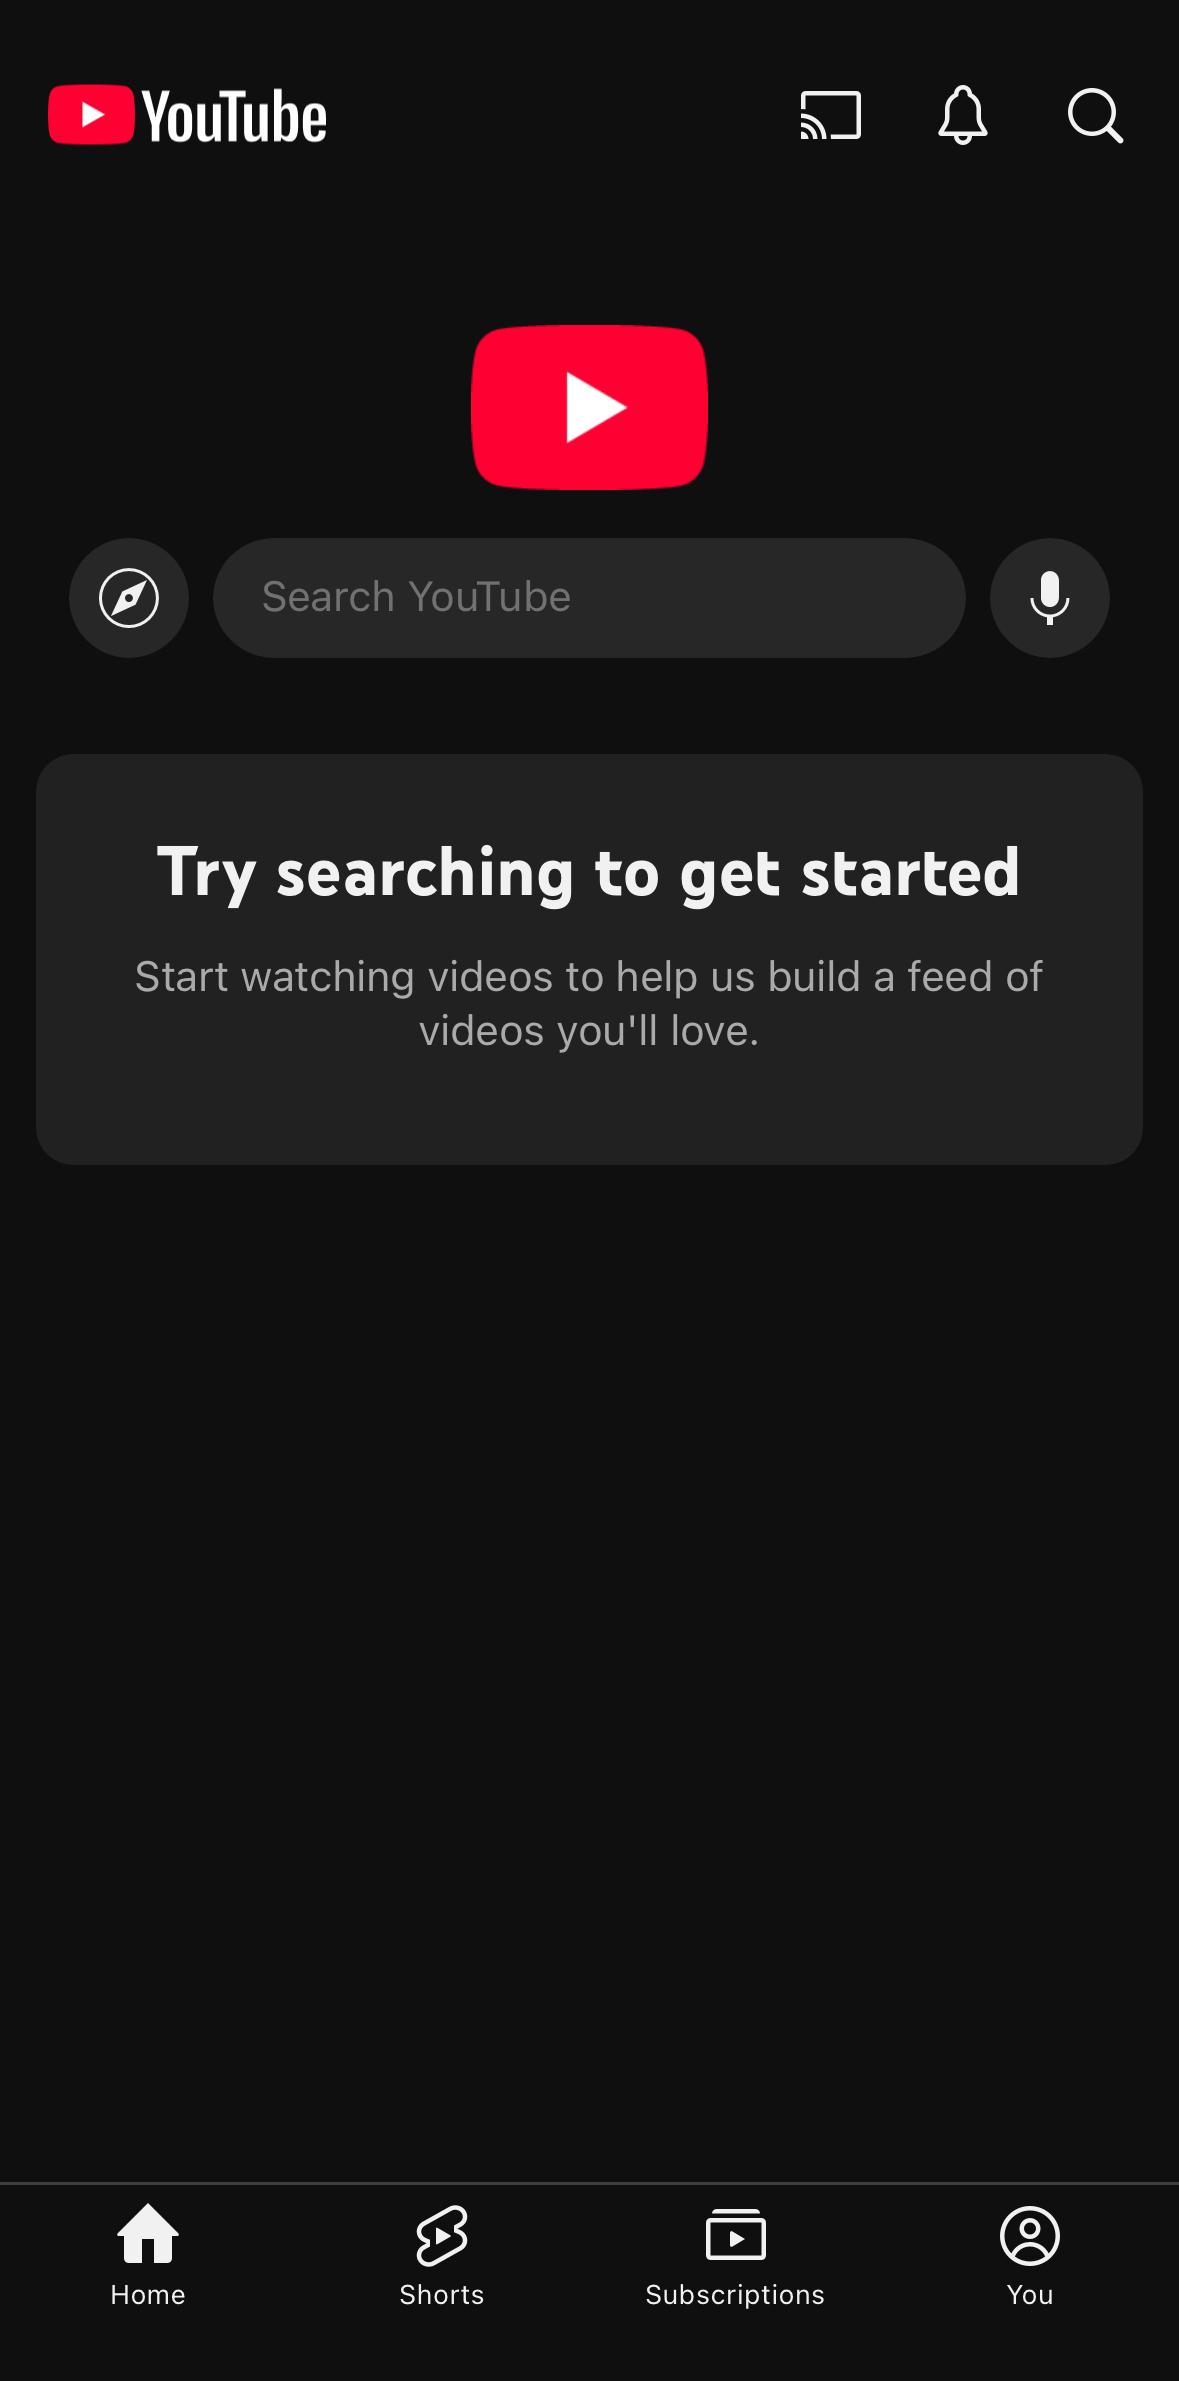 YouTube
Search YouTube
Try searching to get started
Start watching videos to help us build a feed of
videos you'll love.
Home
Shorts
Subscriptions
You